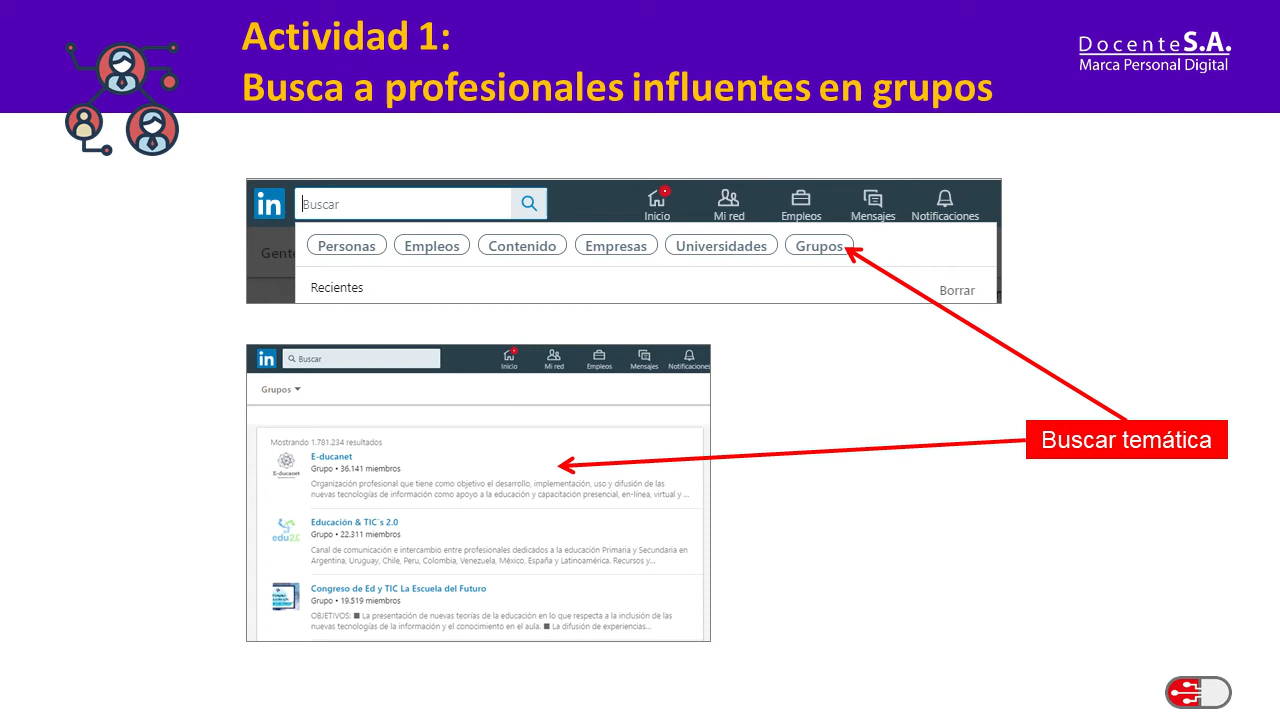 Actividad 1:
Busca a profesionales influentes en grupos
DocenteS.A.
Marca Personal Digital
in
Buscar
Inicio
Mi red
Empleos
Mensajes
Notificaciones
Gente
Personas
Empleos
Contenido
Empresas
Universidades
Grupos
Recientes
Borrar
in
Buscar
Inicio
Mi red
Empleos
Mensajes
Notificaciones
Grupos
Buscar temática
Mostrando 1.781.234 resultados
E-ducanet
E-ducanet
Grupo • 36.141 miembros
Organización profesional que tiene como objetivo el desarrollo, implementación, uso y difusión de las
nuevas tecnologías de información como apoyo a la educación y capacitación presencial, en-línea, virtual y ...
edu2.0
Educación & TIC´s 2.0
Grupo • 22.311 miembros
Canal de comunicación e intercambio entre profesionales dedicados a la educación Primaria y Secundaria en
Argentina, Uruguay, Chile, Peru, Colombia, Venezuela, México, España y Latinoamérica. Recursos y...
Congreso de Ed y TIC La Escuela del Futuro
Grupo • 19.519 miembros
OBJETIVOS: ■ La presentación de nuevas teorías de la educación en lo que respecta a la inclusión de las
nuevas tecnologías de la información y el conocimiento en el aula. ■ La difusión de experiencias...